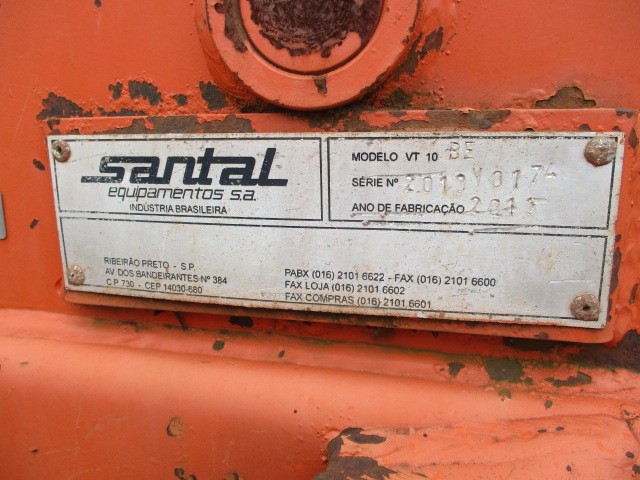 santal
equipamentos s.a.
INDÚSTRIA BRASILEIRA
MODELO VT 10 BE
SÉRIE Nº
ANO DE FABRICAÇÃO 2013
RIBEIRÃO PRETO - S.P.
AV. DOS BANDEIRANTES Nº 384
C P 730 - CEP 14030-680
PABX (016) 2101 6622 - FAX (016) 2101 6600
FAX LOJA (016) 2101 6602
FAX COMPRAS (016) 2101 6601